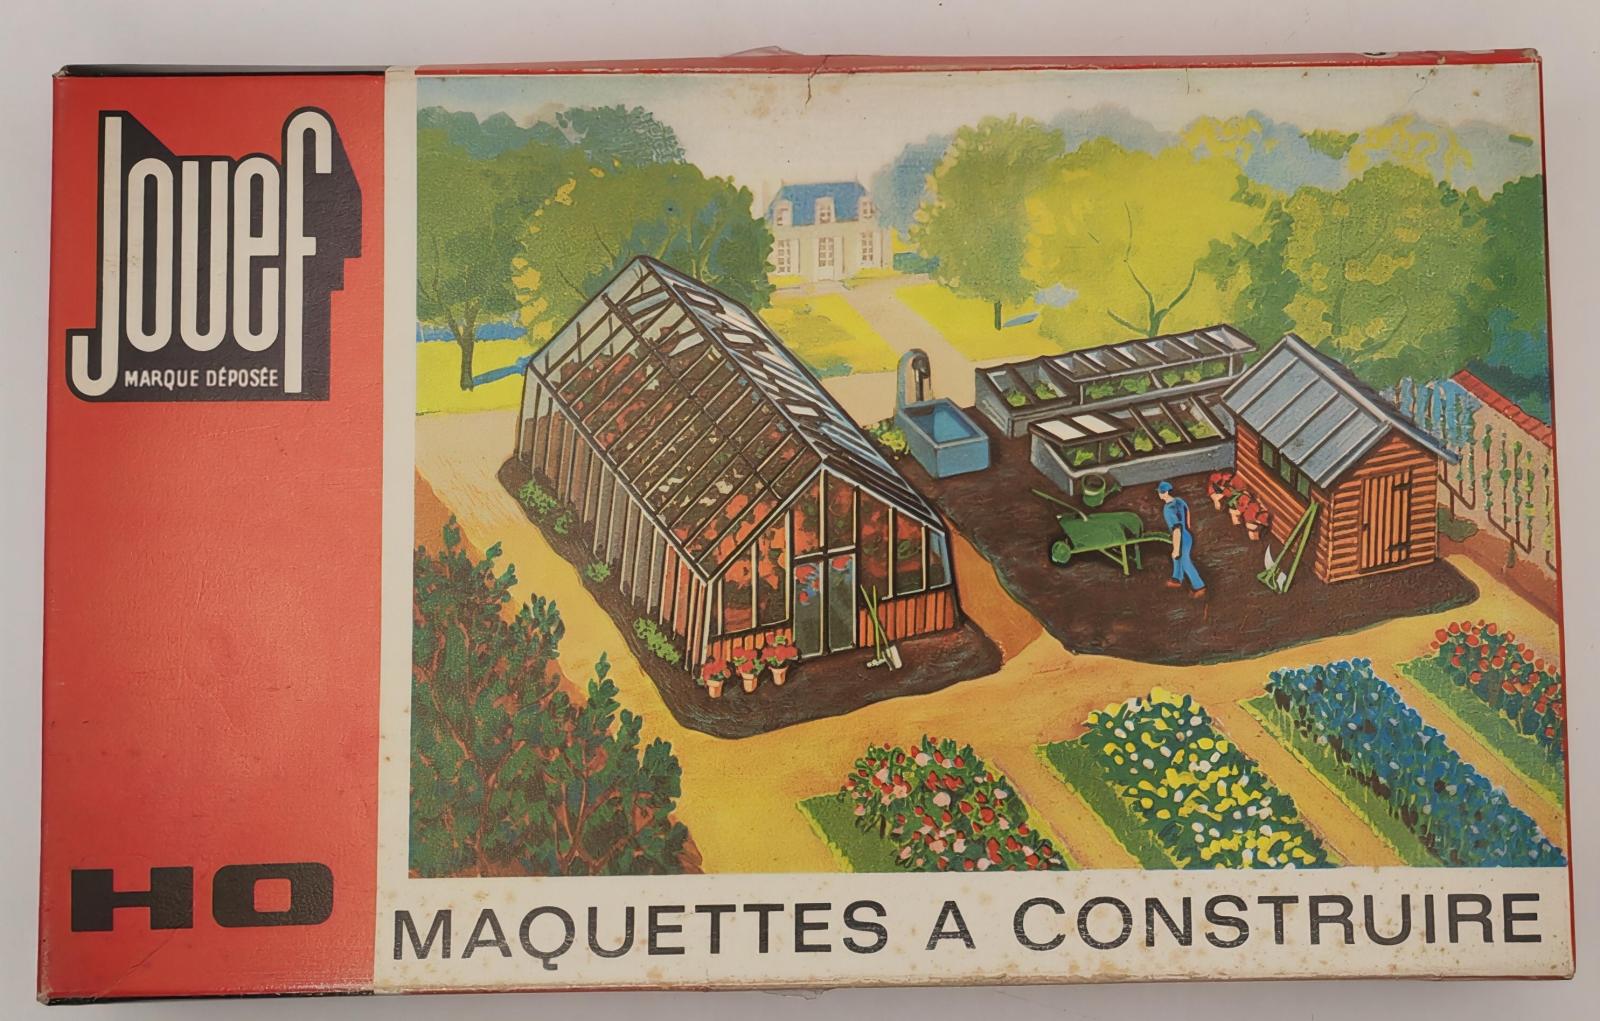 Jouef
MARQUE DÉPOSÉE
HO
MAQUETTES A CONSTRUIRE